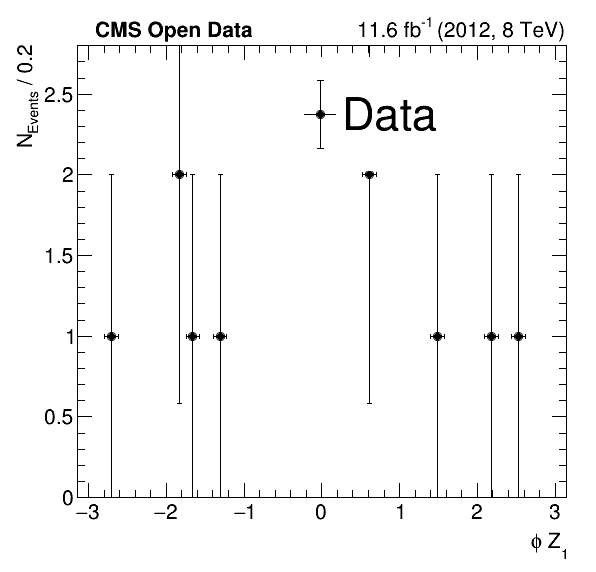 CMS Open Data 11.6 fb⁻¹ (2012, 8 TeV)
N_Events / 0.2
Data
2.5
2
1.5
1
0.5
0
−3 −2 −1 0 1 2 3
ϕ Z₁